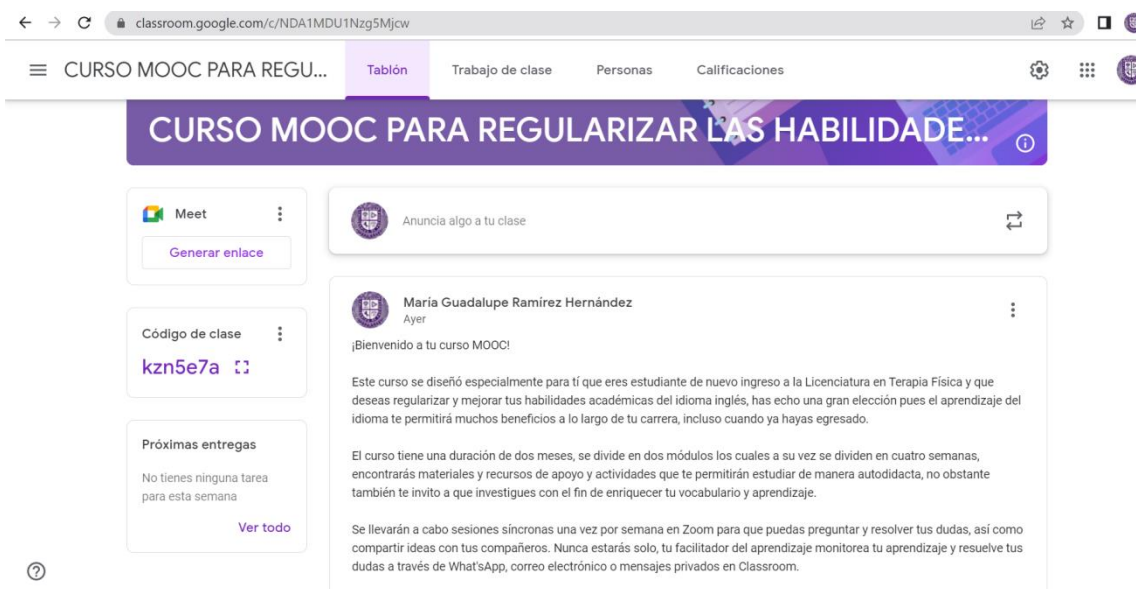 classroom.google.com/c/NDA1MDU1Nzg5Mjcw
CURSO MOOC PARA REGU...
Tablón
Trabajo de clase
Personas
Calificaciones
CURSO MOOC PARA REGULARIZAR LAS HABILIDADE...
Meet
Generar enlace
Código de clase
kzn5e7a
Próximas entregas
No tienes ninguna tarea
para esta semana
Ver todo
Anuncia algo a tu clase
María Guadalupe Ramírez Hernández
Ayer
¡Bienvenido a tu curso MOOC!
Este curso se diseñó especialmente para tí que eres estudiante de nuevo ingreso a la Licenciatura en Terapia Física y que
deseas regularizar y mejorar tus habilidades académicas del idioma inglés, has echo una gran elección pues el aprendizaje del
idioma te permitirá muchos beneficios a lo largo de tu carrera, incluso cuando ya hayas egresado.
El curso tiene una duración de dos meses, se divide en dos módulos los cuales a su vez se dividen en cuatro semanas,
encontrarás materiales y recursos de apoyo y actividades que te permitirán estudiar de manera autodidacta, no obstante
también te invito a que investigues con el fin de enriquecer tu vocabulario y aprendizaje.
Se llevarán a cabo sesiones síncronas una vez por semana en Zoom para que puedas preguntar y resolver tus dudas, así como
compartir ideas con tus compañeros. Nunca estarás solo, tu facilitador del aprendizaje monitorea tu aprendizaje y resuelve tus
dudas a través de What'sApp, correo electrónico o mensajes privados en Classroom.